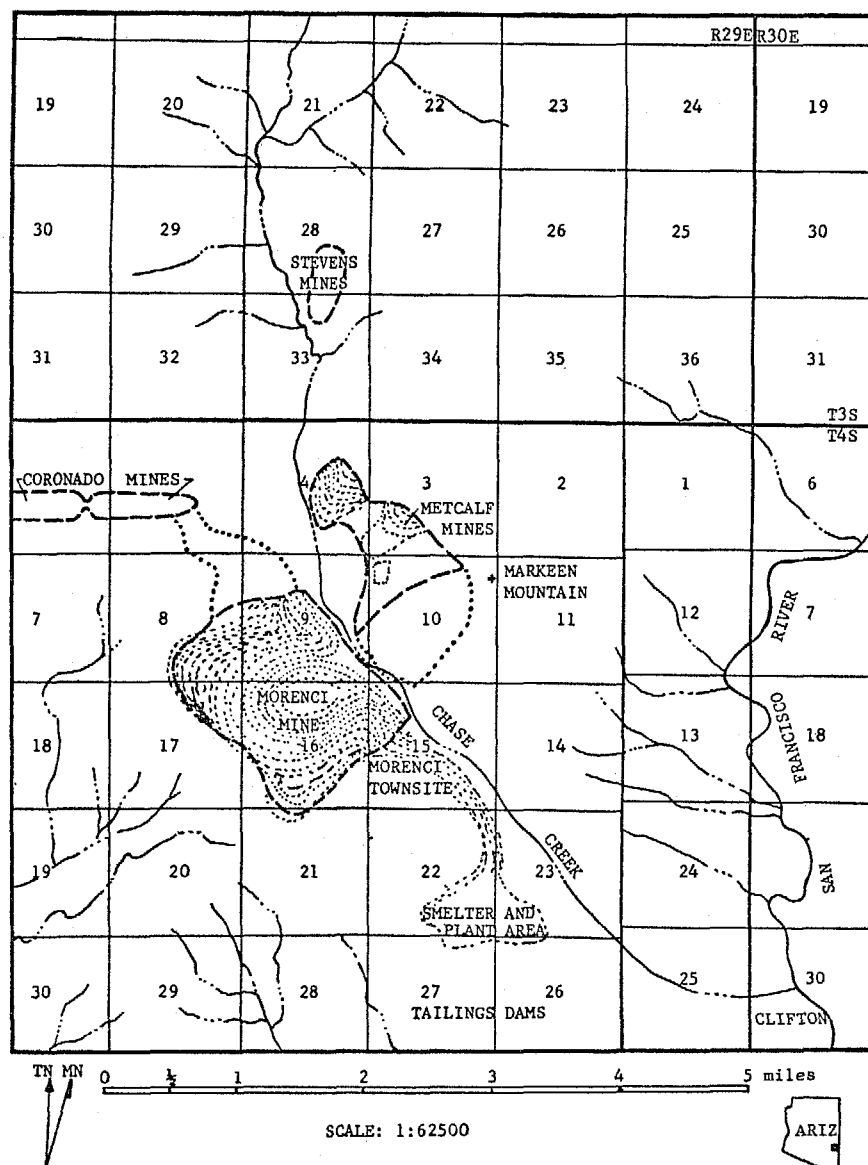 R29E R30E
19 20 21 22 23 24 19
30 29 28 27 26 25 30
STEVENS
MINES
31 32 33 34 35 36 31
T3S
T4S
CORONADO MINES
4 3 2 1 6
METCALF
MINES
MARKEEN
MOUNTAIN
7 8 9 10 11 12 7
RIVER
MORENCI
MINE
CHASE
FRANCISCO
18 17 16 15 14 13 18
MORENCI
TOWNSITE
CREEK
19 20 21 22 23 24
SAN
SMELTER AND
PLANT AREA
30 29 28 27 26 25 30
TAILINGS DAMS
CLIFTON
TN MN
0 ½ 1 2 3 4 5 miles
SCALE: 1:62500
ARIZ